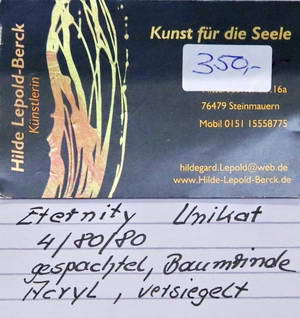 Hilde Lepold-Berck
Künstlerin
Kunst für die Seele
350,-
16a
76479 Steinmauern
Mobil 0151 15558775
hildegard.Lepold@web.de
www.Hilde-Lepold-Berck.de
Eternity Unikat
4/80/80
gespachtel, Baumrinde
Acryl, versiegelt